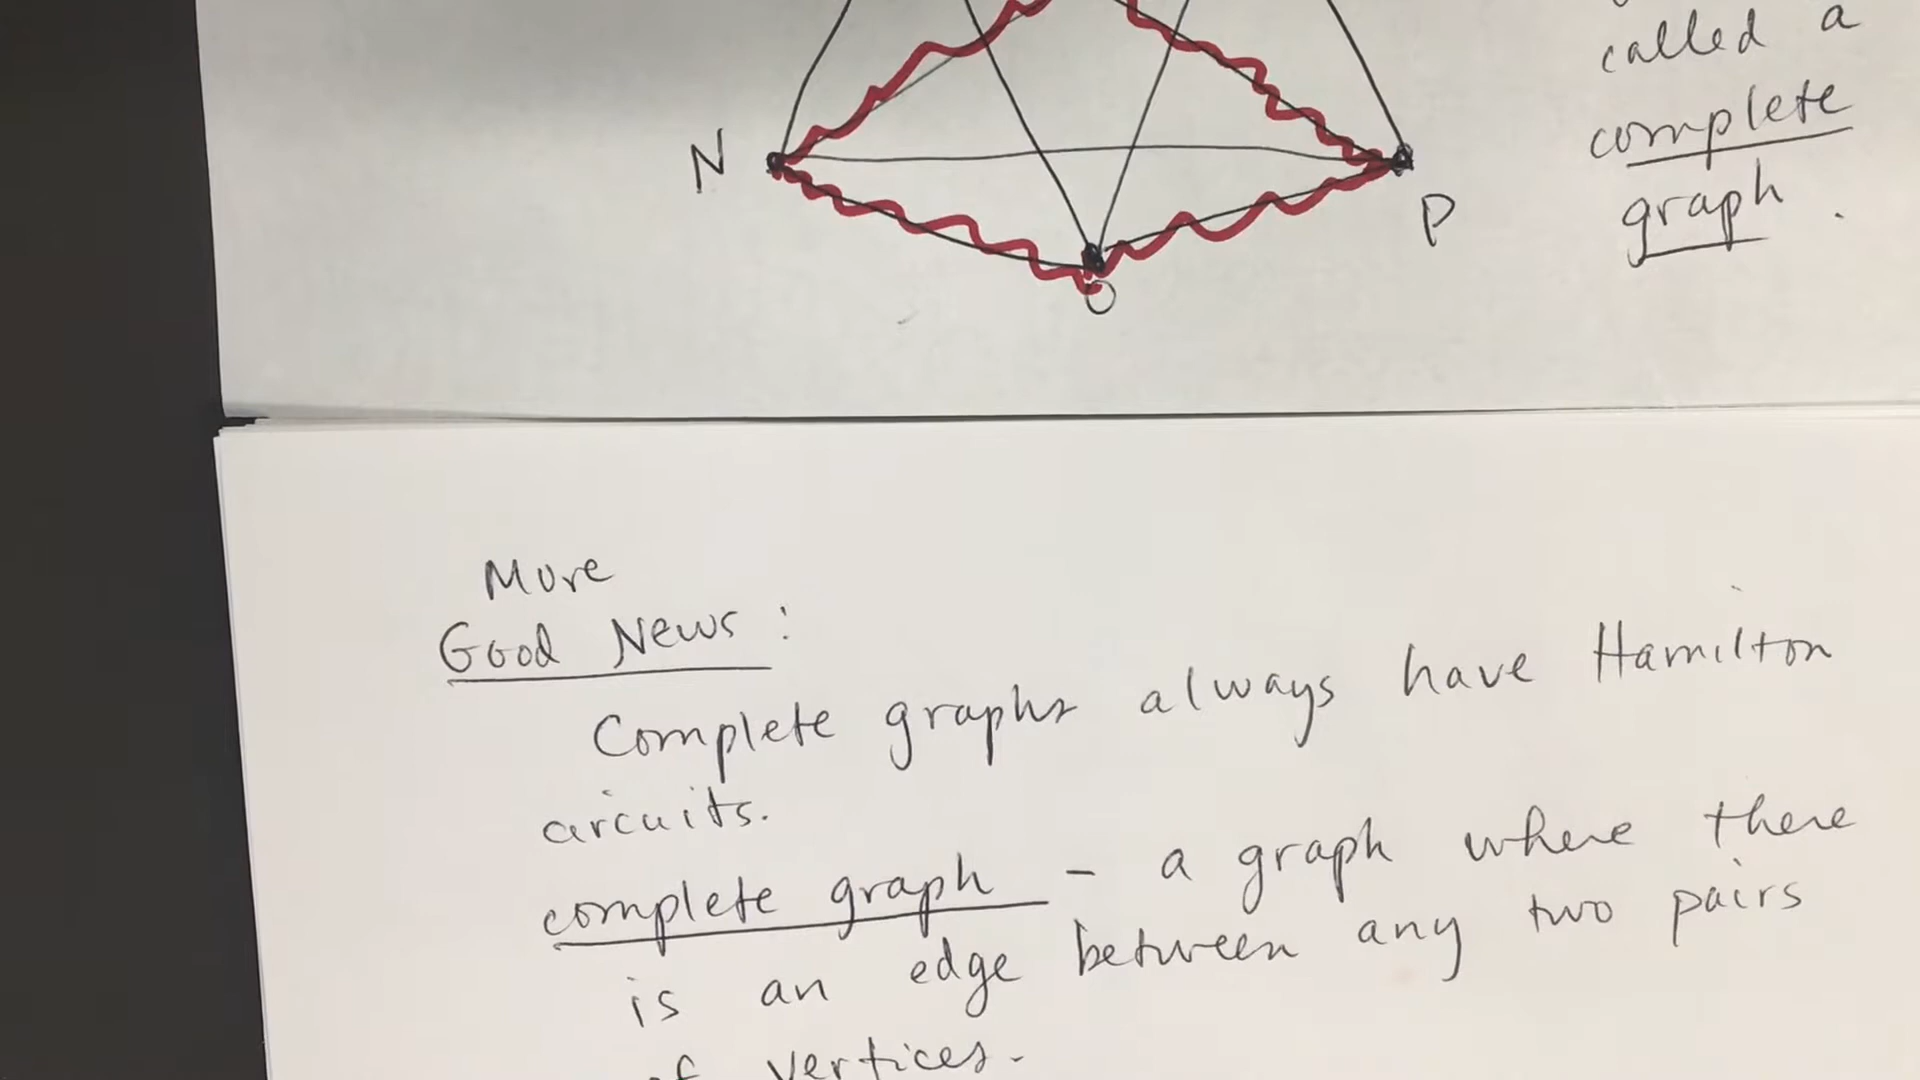 called a
complete
graph.
N
P
O
More
Good News:
Complete graphs always have Hamilton
circuits.
complete graph - a graph where there
is an edge between any two pairs
of vertices.